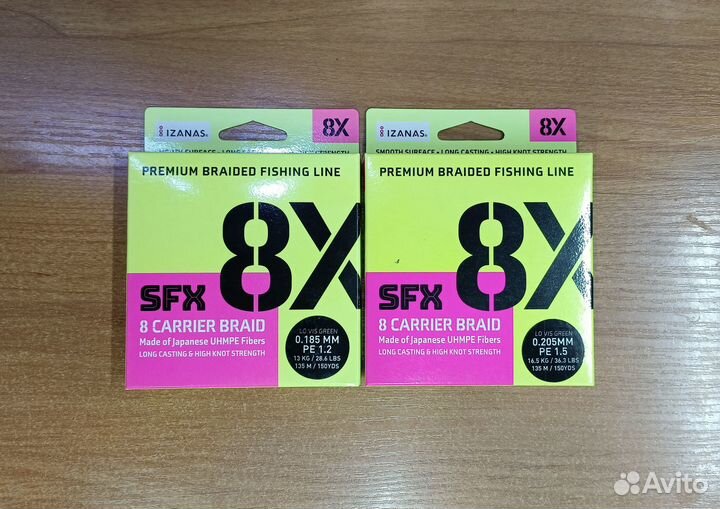 IZANAS®
8X
SURFACE • LONG
STRENGTH
PREMIUM BRAIDED FISHING LINE
8X
SFX
8 CARRIER BRAID
Made of Japanese UHMPE Fibers
LONG CASTING & HIGH KNOT STRENGTH
LO VIS GREEN
0.185 MM
PE 1.2
13 KG / 28.6 LBS
135 M / 150YDS
IZANAS®
8X
SMOOTH SURFACE • LONG CASTING • HIGH KNOT STRENGTH
PREMIUM BRAIDED FISHING LINE
8X
SFX
8 CARRIER BRAID
Made of Japanese UHMPE Fibers
LONG CASTING & HIGH KNOT STRENGTH
LO VIS GREEN
0.205MM
PE 1.5
16.5 KG / 36.3 LBS
135 M / 150YDS
Avito